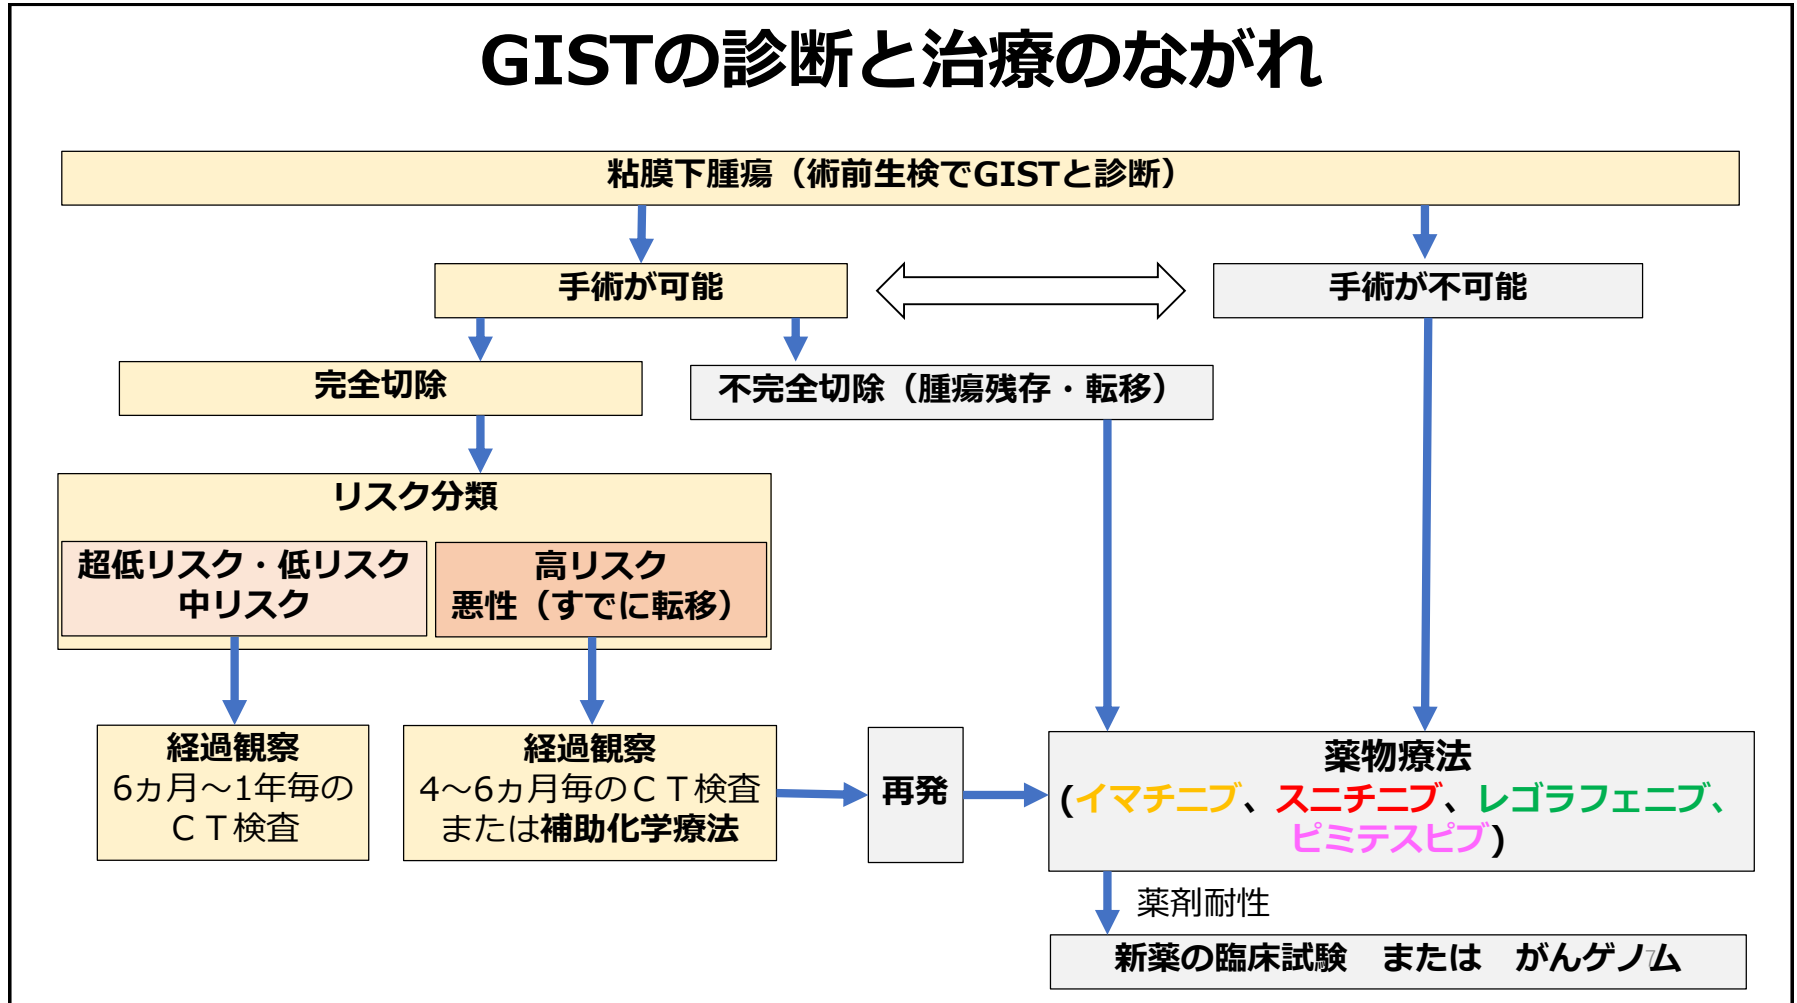 GISTの診断と治療のながれ
粘膜下腫瘍（術前生検でGISTと診断）
手術が可能
手術が不可能
完全切除
不完全切除（腫瘍残存・転移）
リスク分類
超低リスク・低リスク
中リスク
高リスク
悪性（すでに転移）
経過観察
6ヵ月～1年毎の
ＣＴ検査
経過観察
4～6ヵ月毎のＣＴ検査
または補助化学療法
再発
薬物療法
(イマチニブ、スニチニブ、レゴラフェニブ、
ピミテスピブ)
薬剤耐性
新薬の臨床試験　または　がんゲノム
7